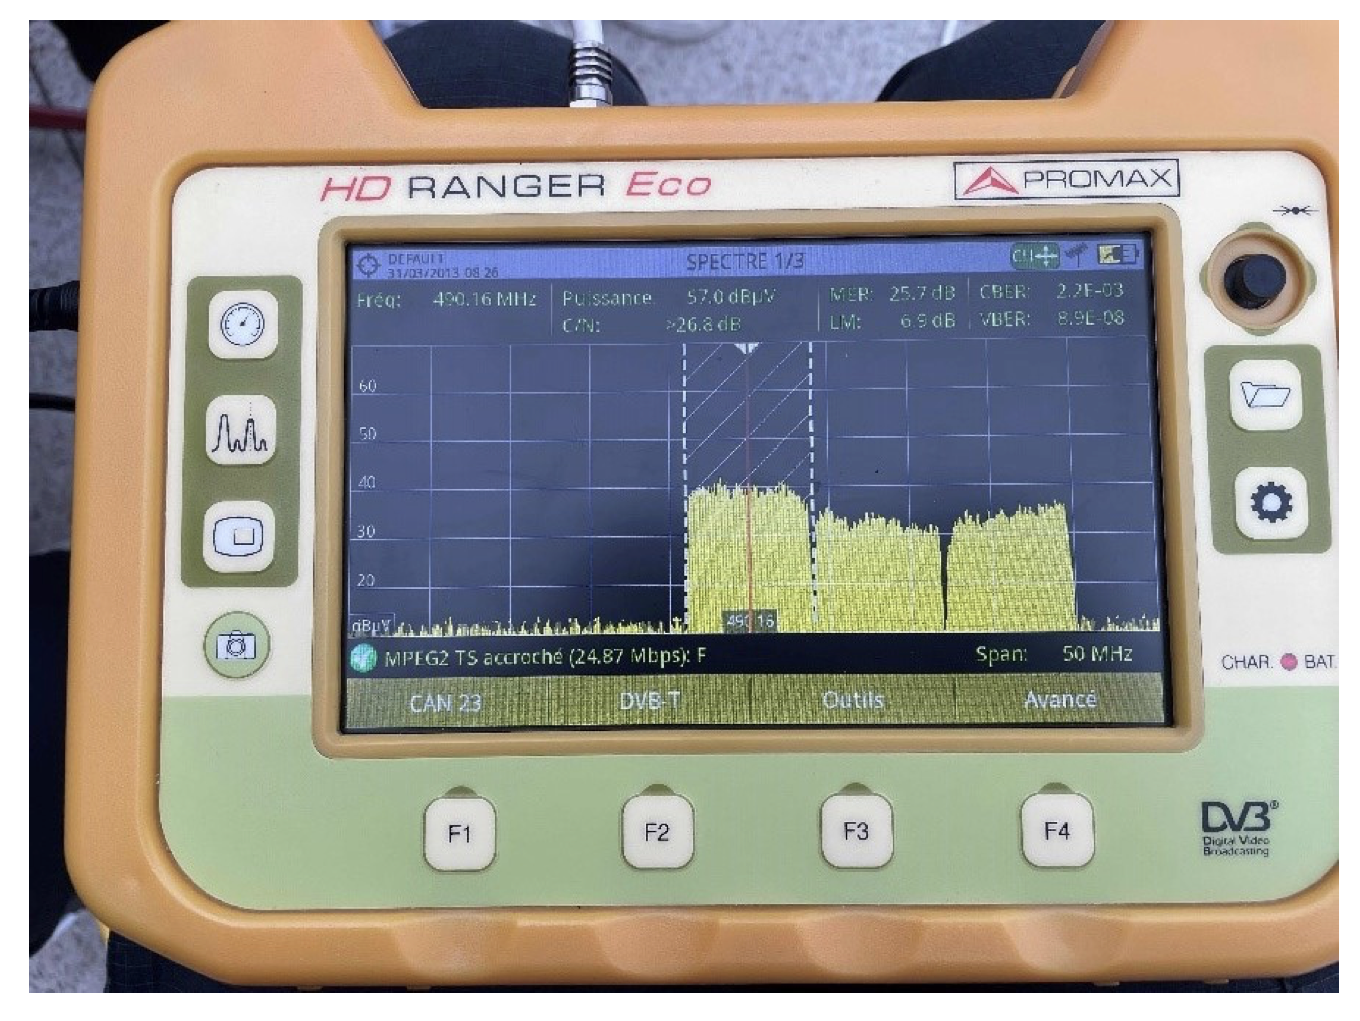 HD RANGER Eco
PROMAX
DEFAULT
31/03/2013 08:26
SPECTRE 1/3
CH
Fréq: 490.16 MHz
Puissance: 57.0 dBµV
MER: 25.7 dB
CBER: 2.2E-03
C/N: >26.8 dB
LM: 6.9 dB
VBER: 8.9E-08
60
50
40
30
20
dBµV
490.16
MPEG2 TS accroché (24.87 Mbps): F
Span: 50 MHz
CAN 23
DVB-T
Outils
Avancé
CHAR.
BAT.
F1
F2
F3
F4
DVB®
Digital Video
Broadcasting